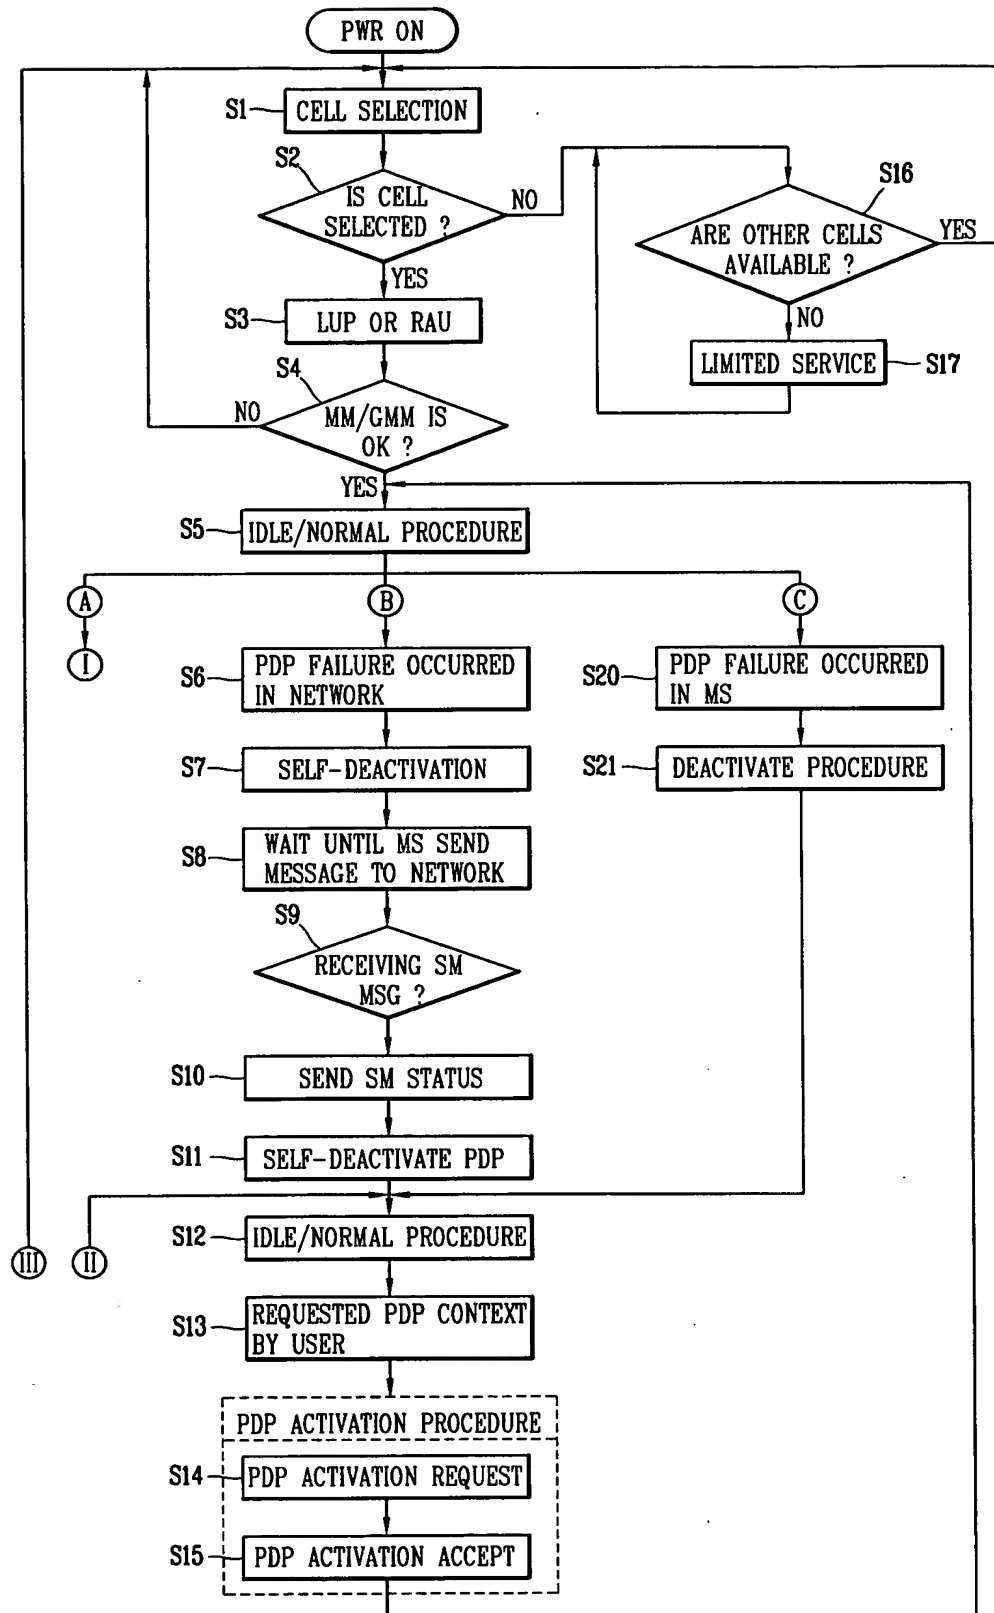 PWR ON
S1
CELL SELECTION
S2
IS CELL
SELECTED ?
NO
YES
S16
ARE OTHER CELLS
AVAILABLE ?
YES
NO
LIMITED SERVICE
S17
S3
LUP OR RAU
S4
MM/GMM IS
OK ?
NO
YES
S5
IDLE/NORMAL PROCEDURE
A
B
C
I
S6
PDP FAILURE OCCURRED
IN NETWORK
S20
PDP FAILURE OCCURRED
IN MS
S7
SELF-DEACTIVATION
S21
DEACTIVATE PROCEDURE
S8
WAIT UNTIL MS SEND
MESSAGE TO NETWORK
S9
RECEIVING SM
MSG ?
S10
SEND SM STATUS
S11
SELF-DEACTIVATE PDP
S12
IDLE/NORMAL PROCEDURE
III
II
S13
REQUESTED PDP CONTEXT
BY USER
PDP ACTIVATION PROCEDURE
S14
PDP ACTIVATION REQUEST
S15
PDP ACTIVATION ACCEPT